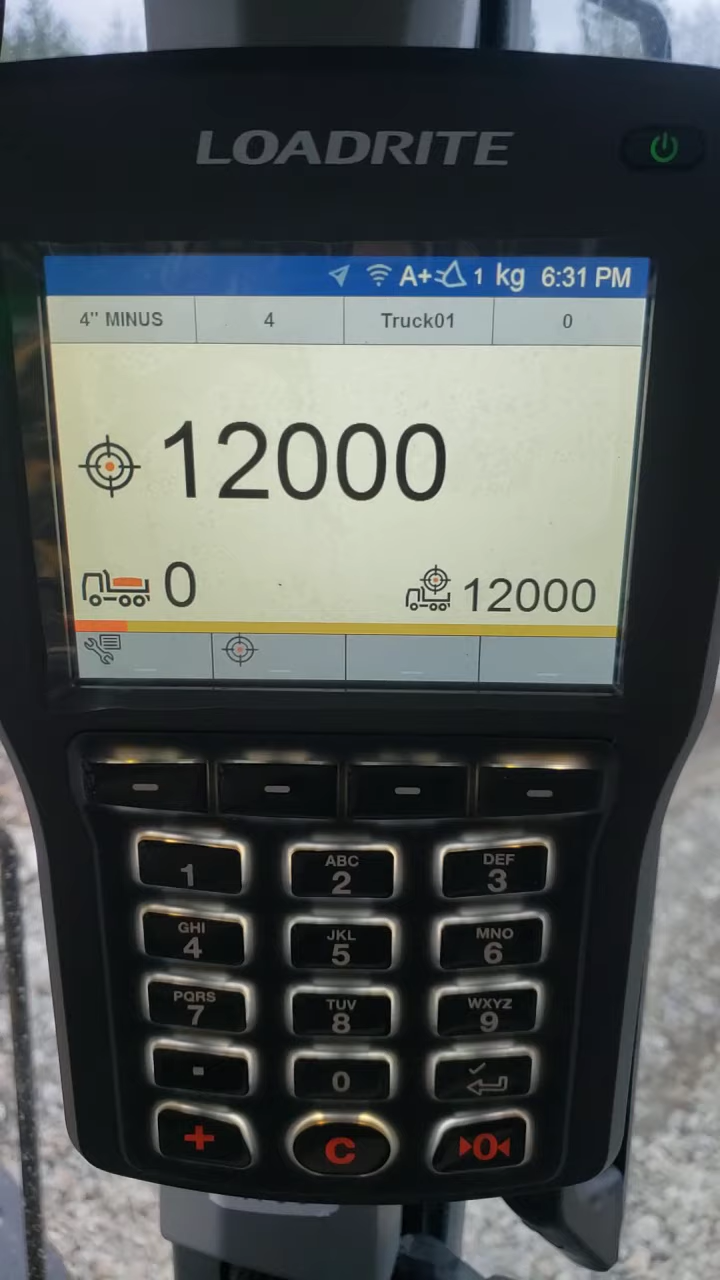 LOADRITE
A+ 1 kg 6:31 PM
4" MINUS 4 Truck01 0
12000
0 12000
1 ABC 2 DEF 3
GHI 4 JKL 5 MNO 6
PQRS 7 TUV 8 WXYZ 9
. 0
+ C 0